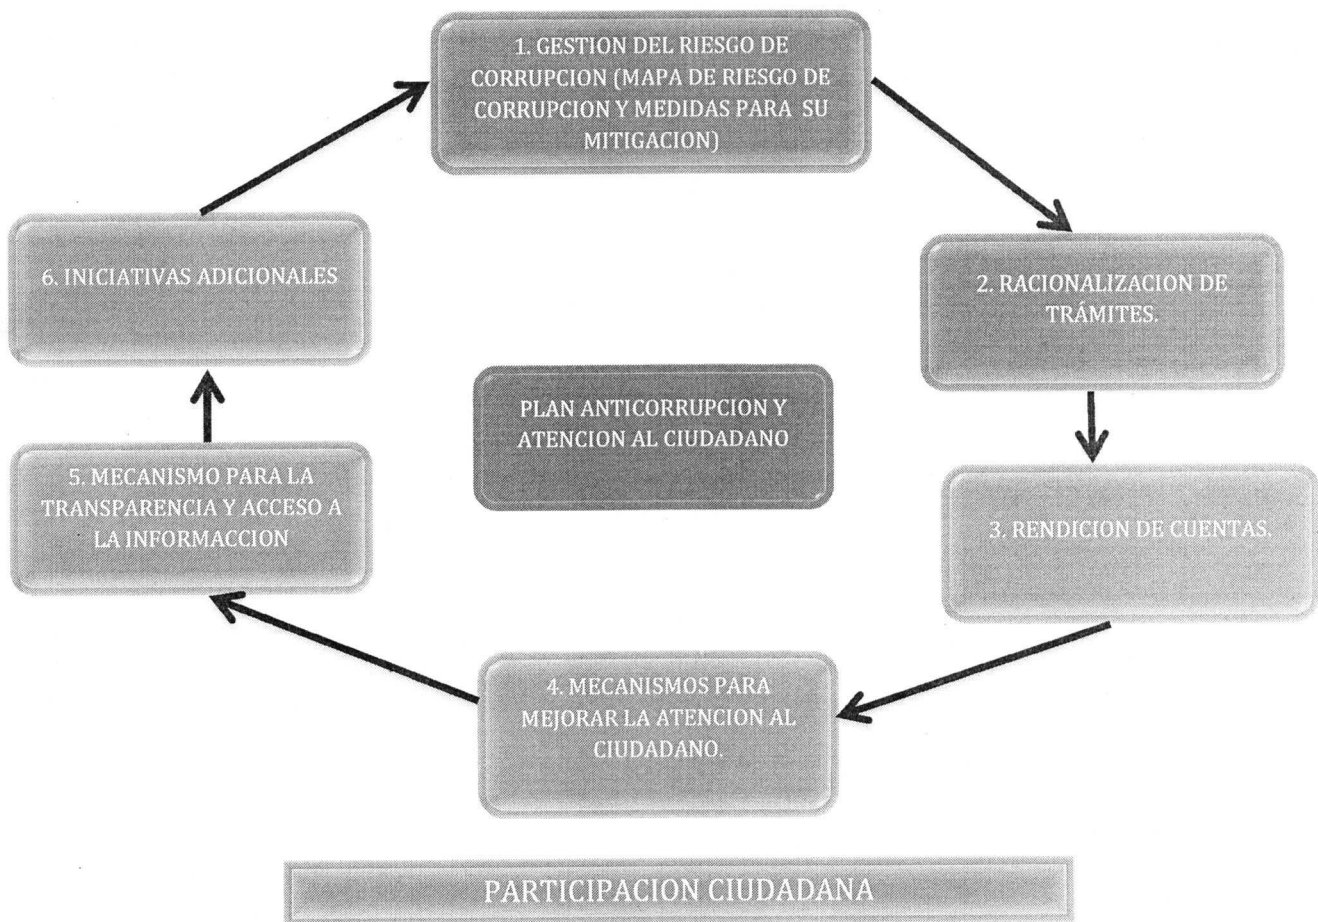 1. GESTION DEL RIESGO DE
CORRUPCION (MAPA DE RIESGO DE
CORRUPCION Y MEDIDAS PARA SU
MITIGACION)
2. RACIONALIZACION DE
TRÁMITES.
3. RENDICION DE CUENTAS.
4. MECANISMOS PARA
MEJORAR LA ATENCION AL
CIUDADANO.
5. MECANISMO PARA LA
TRANSPARENCIA Y ACCESO A
LA INFORMACCION
6. INICIATIVAS ADICIONALES
PLAN ANTICORRUPCION Y
ATENCION AL CIUDADANO
PARTICIPACION CIUDADANA